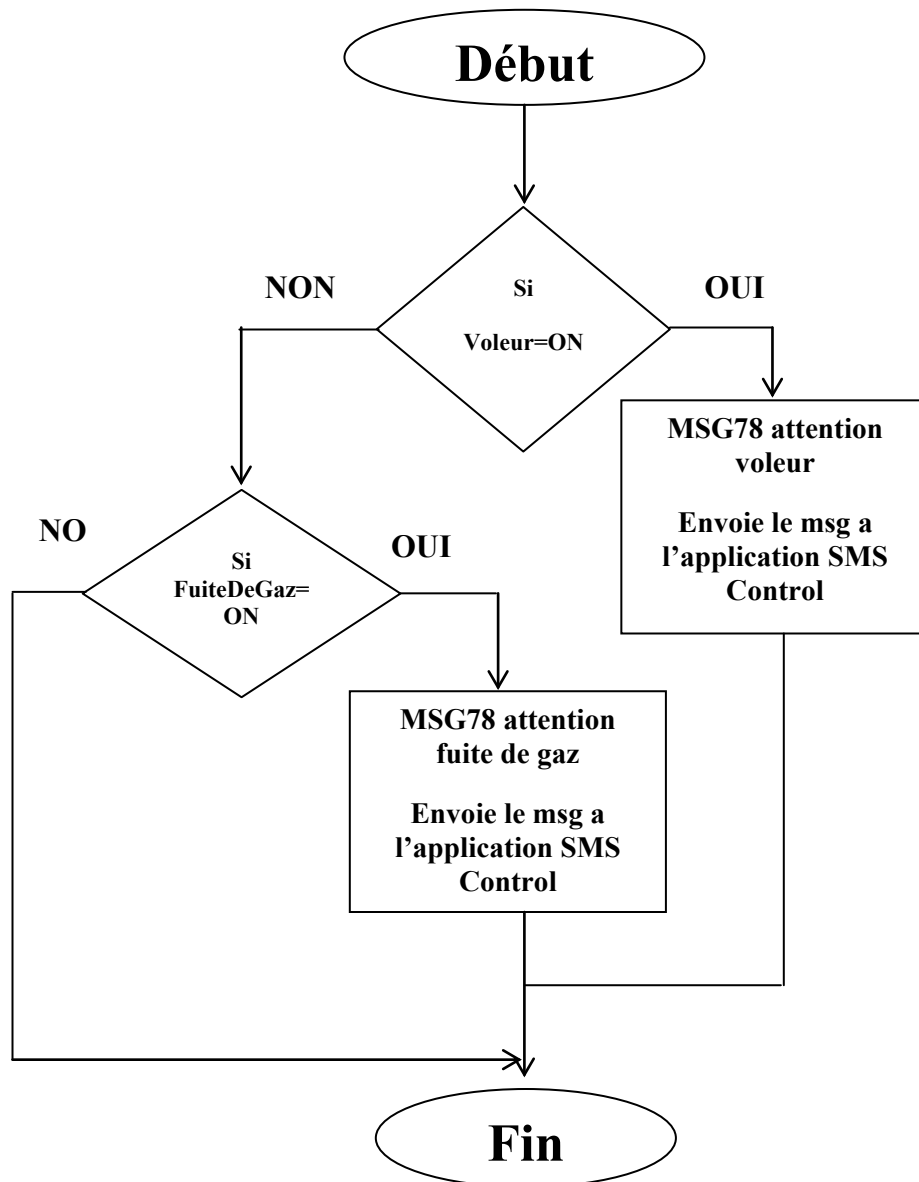 Début
NON
Si
OUI
Voleur=ON
MSG78 attention
voleur
Envoie le msg a
l’application SMS
Control
NO
Si
FuiteDeGaz=
ON
OUI
MSG78 attention
fuite de gaz
Envoie le msg a
l’application SMS
Control
Fin